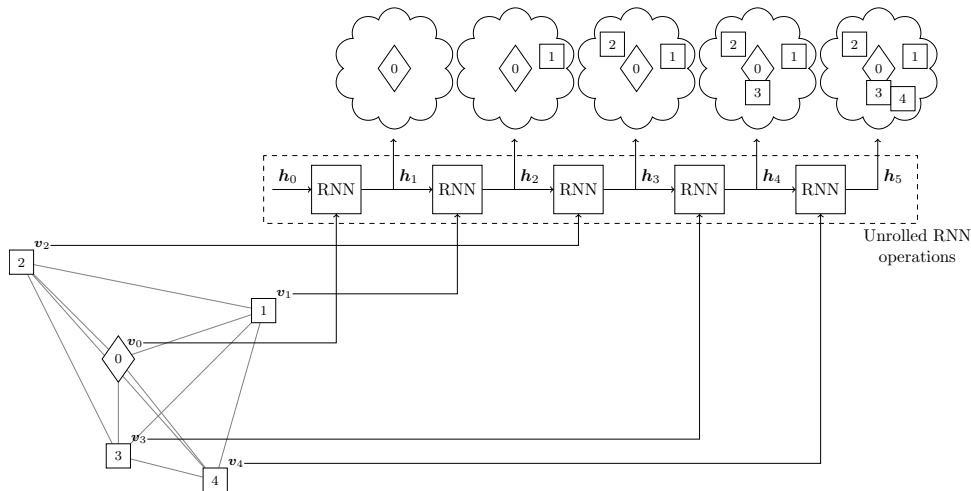 0
0 1
2 0 1
2 0 1 3
2 0 1 3 4
h₀ RNN h₁ RNN h₂ RNN h₃ RNN h₄ RNN h₅
Unrolled RNN
operations
v₂
2
v₁
1
v₀
0
v₃
3
v₄
4